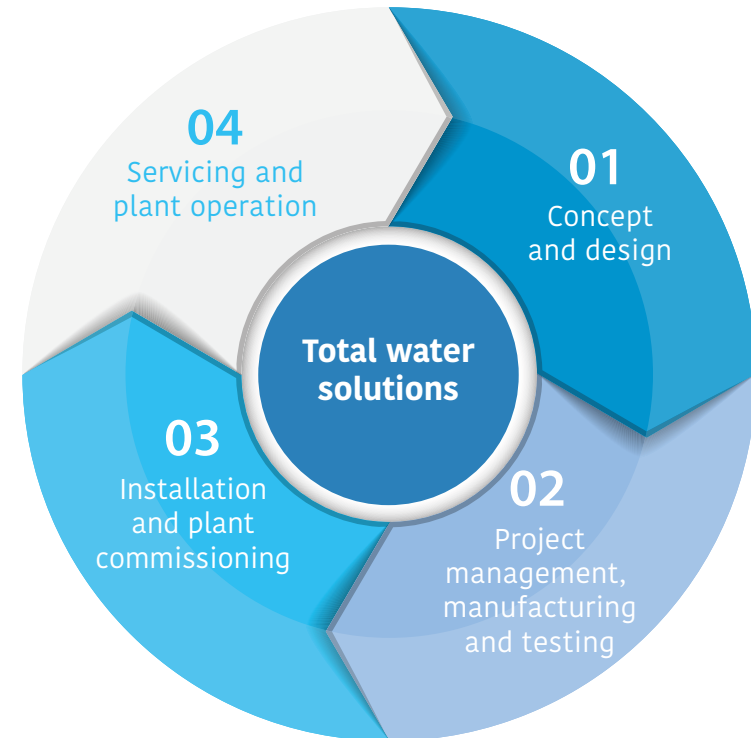 04
Servicing and
plant operation
01
Concept
and design
Total water
solutions
03
Installation
and plant
commissioning
02
Project
management,
manufacturing
and testing